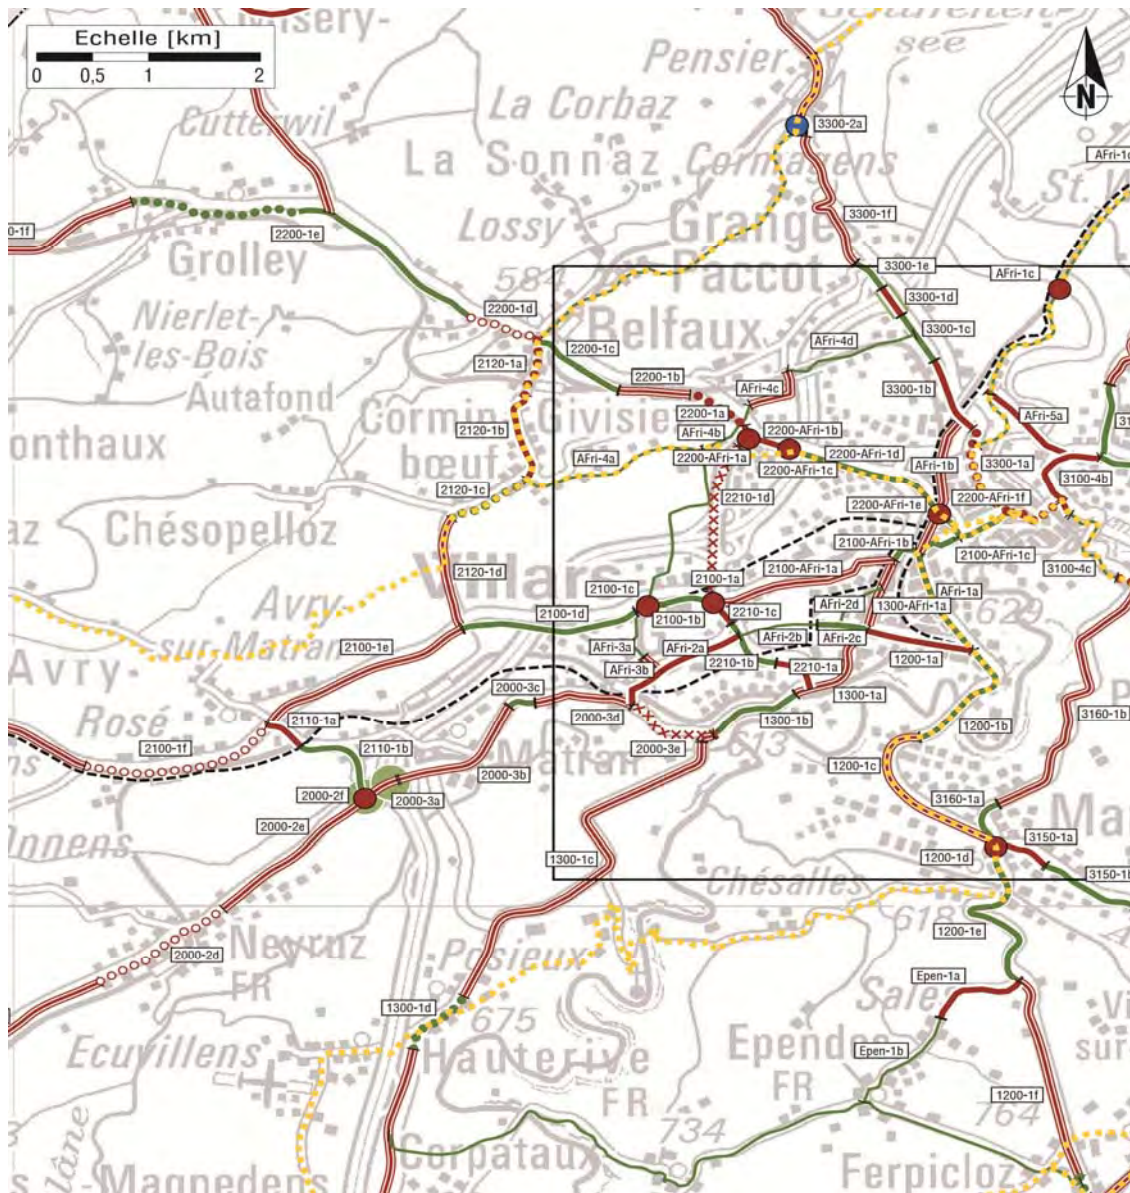 Echelle [km]
0 0,5 1 2
N
Pensier
see
La Corbaz
Cutterwil
La Sonnaz
Cormagens
3300-2a
AFri-1c
3300-1f
Lossy
Grange
Paccot
2200-1e
Grolley
3300-1e
AFri-1c
584
3300-1d
2200-1d
3300-1c
Nierlet-
les-Bois
Belfaux
AFri-4d
2200-1c
2120-1a
2200-1b
AFri-4c
3300-1b
Autafond
2200-1a
AFri-5a
2120-1b
AFri-4b
2200-AFri-1b
2200-AFri-1a
2200-AFri-1d
AFri-1b
3300-1a
AFri-4a
2200-AFri-1c
3100-4b
2120-1c
2210-1d
2200-AFri-1f
2200-AFri-1e
Chésopelloz
2100-AFri-1b
2100-AFri-1c
2120-1d
Villars
2100-1a
2100-AFri-1a
3100-4c
2100-1c
AFri-1a
Avry-
sur-Matran
2100-1d
2100-1b
2210-1c
AFri-2d
1300-AFri-1a
629
AFri-3a
AFri-2a
AFri-2b
AFri-2c
2100-1e
AFri-3b
2210-1b
2210-1a
1200-1a
Avry-
2000-3c
1300-1a
Rosé
2110-1a
2000-3d
1300-1b
3160-1b
1200-1b
2100-1f
2110-1b
2000-3e
613
Matran
2000-3b
1200-1c
2000-2f
2000-3a
3160-1a
2000-2e
3150-1a
1300-1c
1200-1d
3150-1b
Chésalles
618
Neyruz
FR
Posieux
1200-1e
2000-2d
Epen-1a
1300-1d
675
Ecuvillens
Hauterive
FR
Epend
FR
Epen-1b
1200-1f
764
734
Corpataux
Ferpicloz
Magnedens